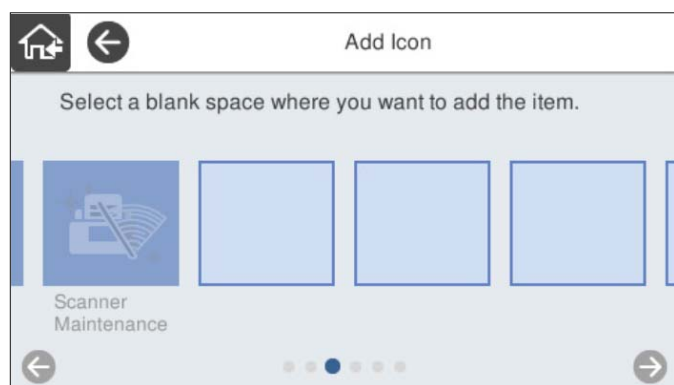 Add Icon
Select a blank space where you want to add the item.
Scanner
Maintenance